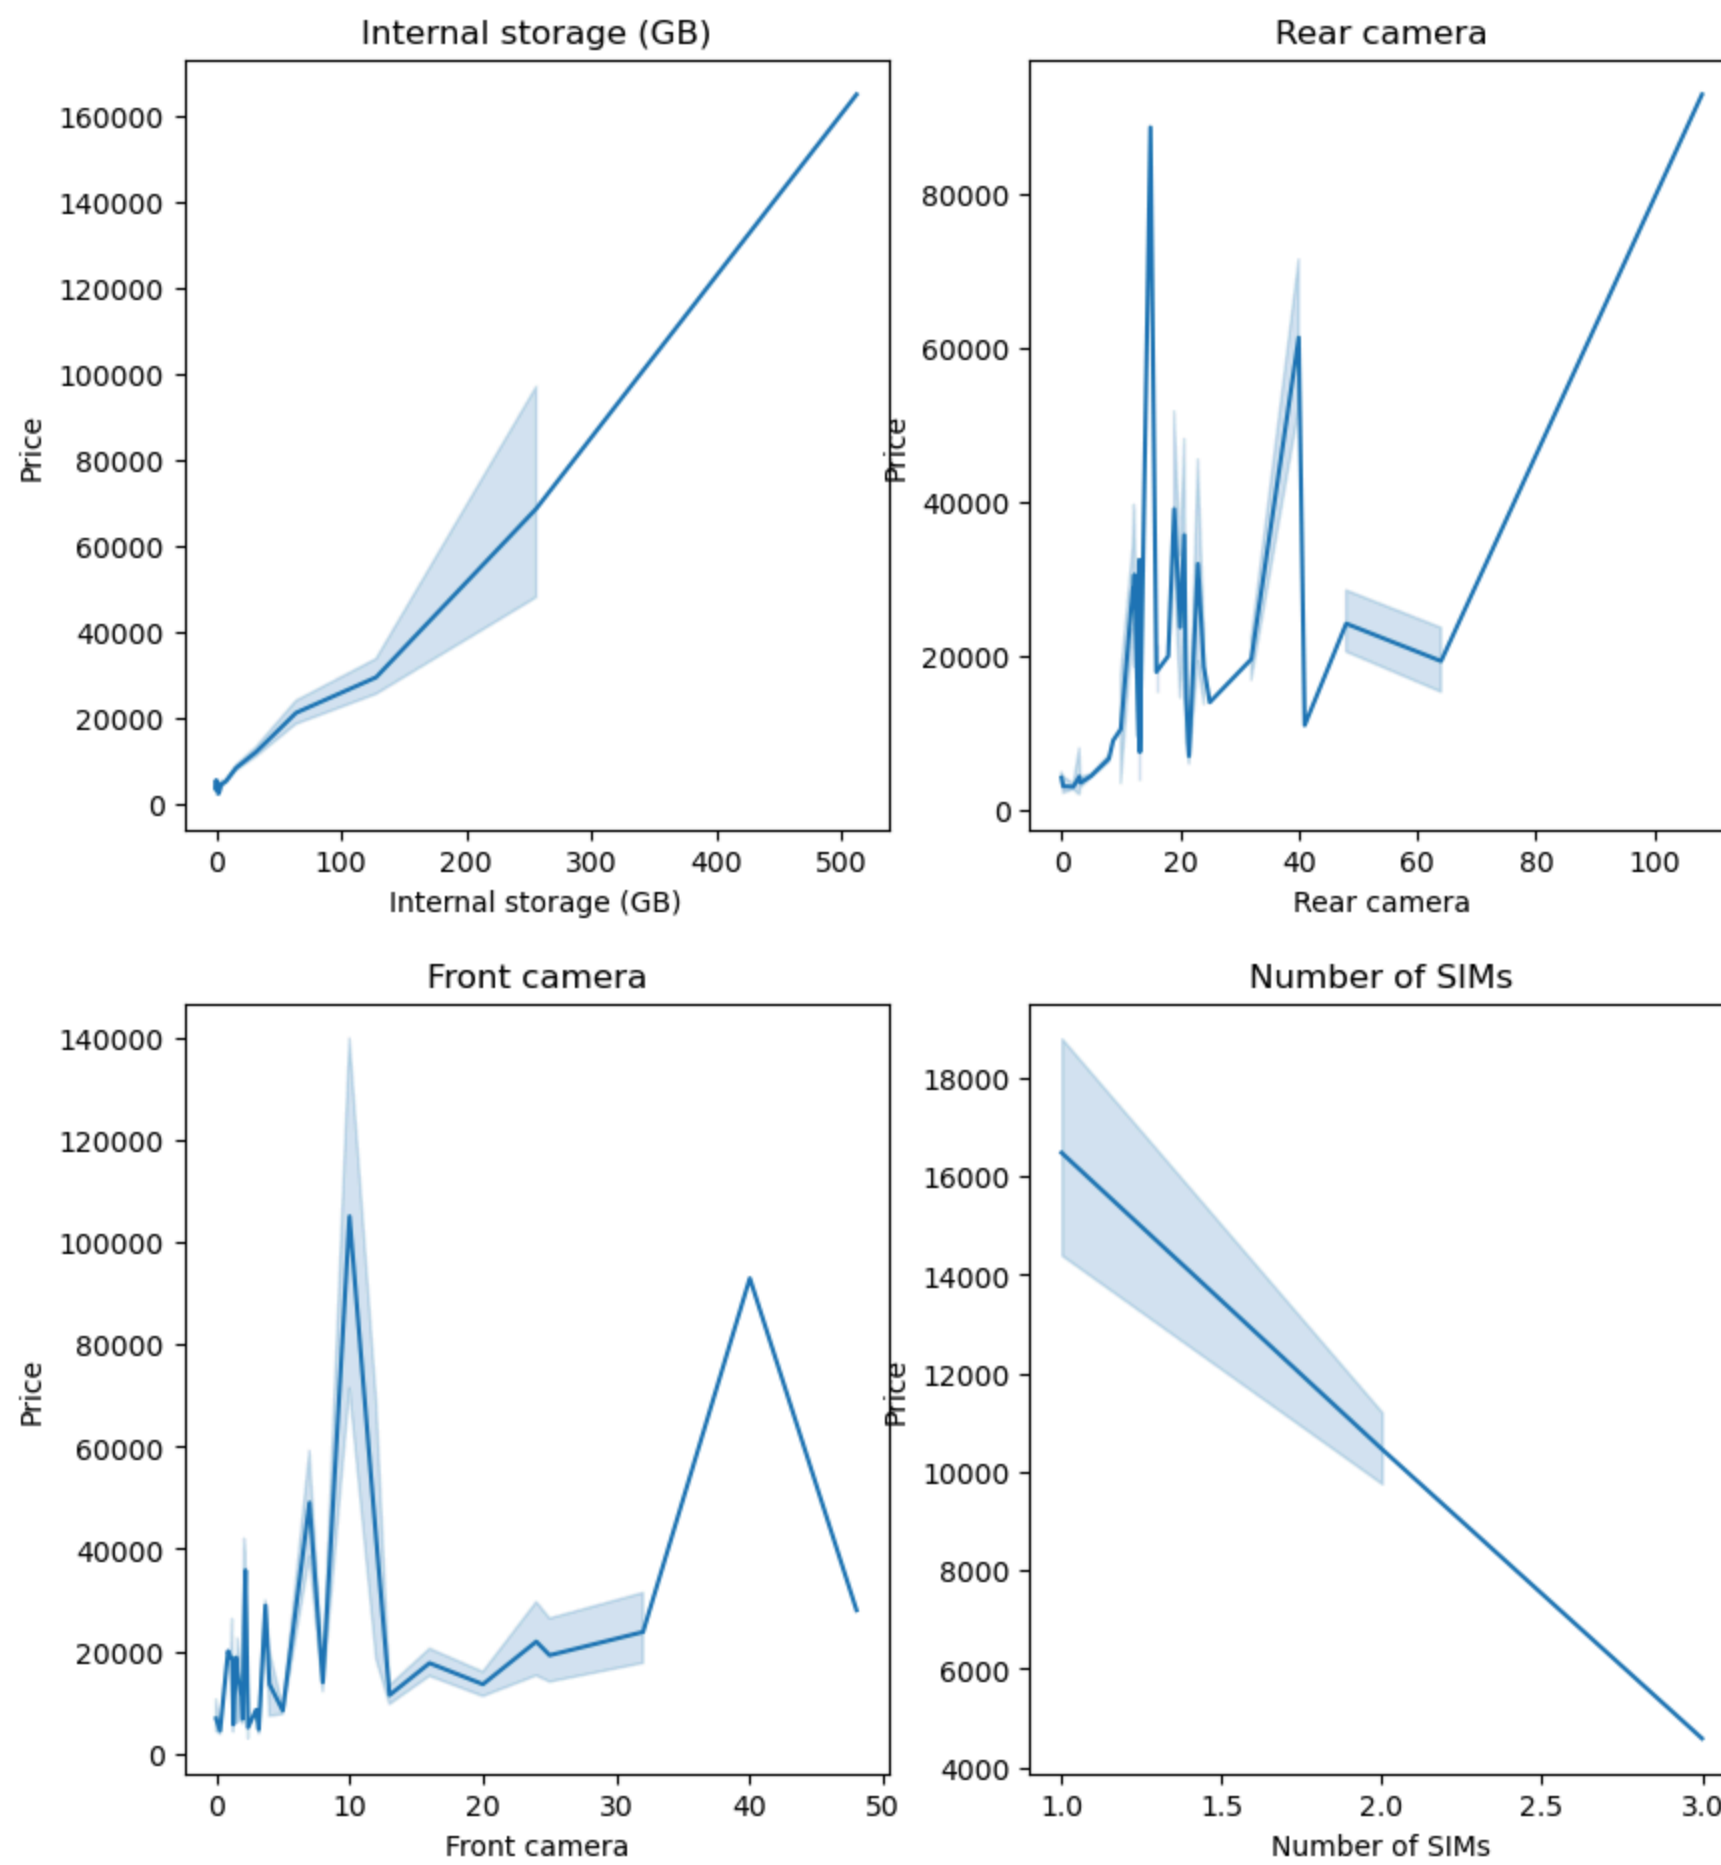 Internal storage (GB)
Rear camera
160000
140000
120000
100000
80000
60000
40000
20000
0
Price
0 100 200 300 400 500
Internal storage (GB)
80000
60000
40000
20000
0
Price
0 20 40 60 80 100
Rear camera
Front camera
Number of SIMs
140000
120000
100000
80000
60000
40000
20000
0
Price
0 10 20 30 40 50
Front camera
18000
16000
14000
12000
10000
8000
6000
4000
Price
1.0 1.5 2.0 2.5 3.0
Number of SIMs